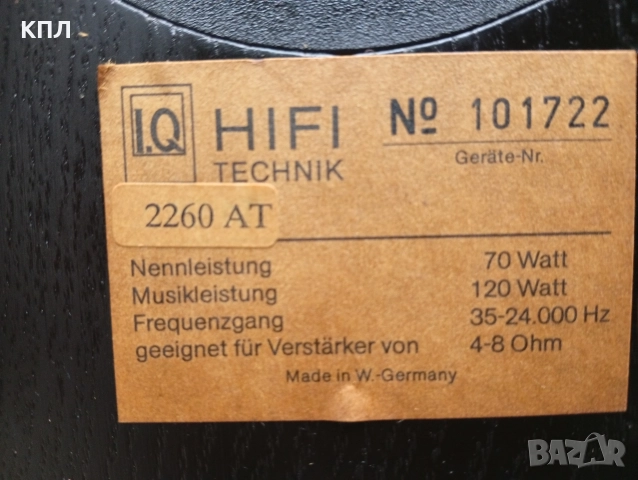 КПЛ
I.Q
HIFI
TECHNIK
Nº 101722
Geräte-Nr.
2260 AT
Nennleistung 70 Watt
Musikleistung 120 Watt
Frequenzgang 35-24.000 Hz
geeignet für Verstärker von 4-8 Ohm
Made in W.-Germany
BAZAR